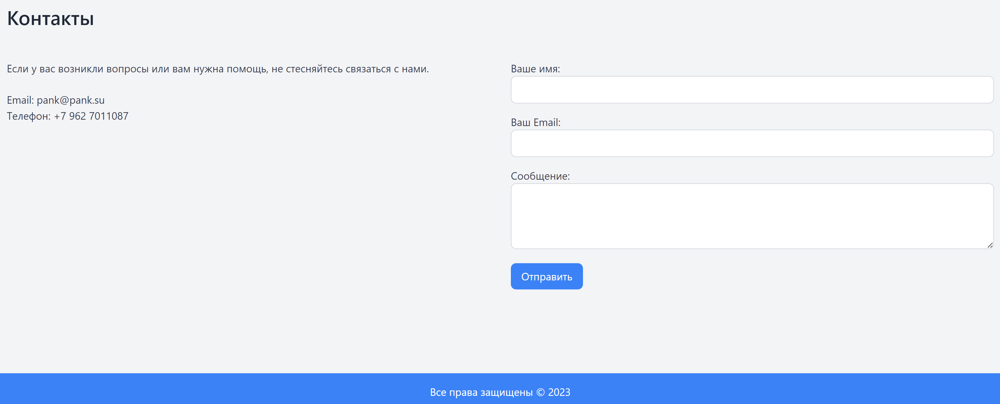 Контакты
Если у вас возникли вопросы или вам нужна помощь, не стесняйтесь связаться с нами.
Email: pank@pank.su
Телефон: +7 962 7011087
Ваше имя:
Ваш Email:
Сообщение:
Отправить
Все права защищены © 2023